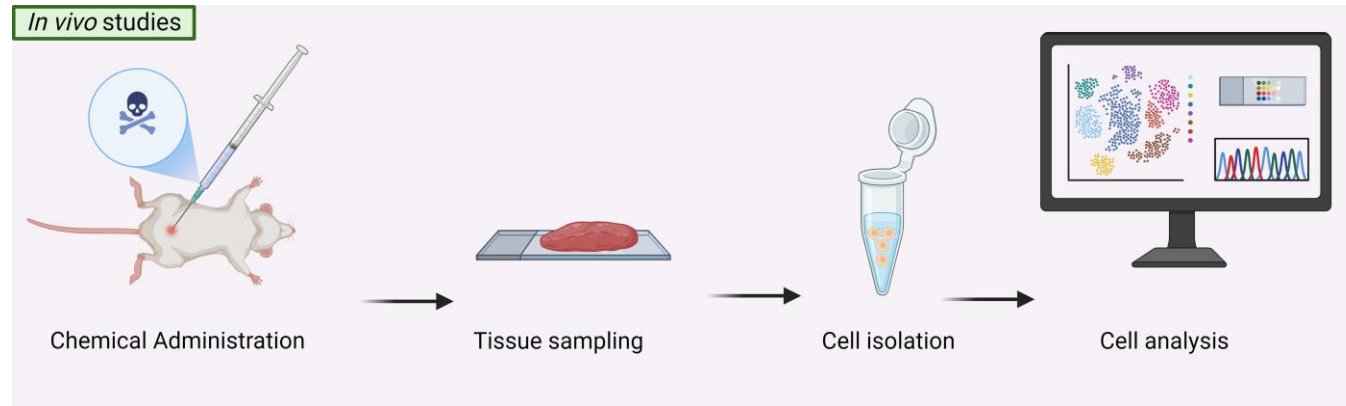 In vivo studies
Chemical Administration
Tissue sampling
Cell isolation
Cell analysis